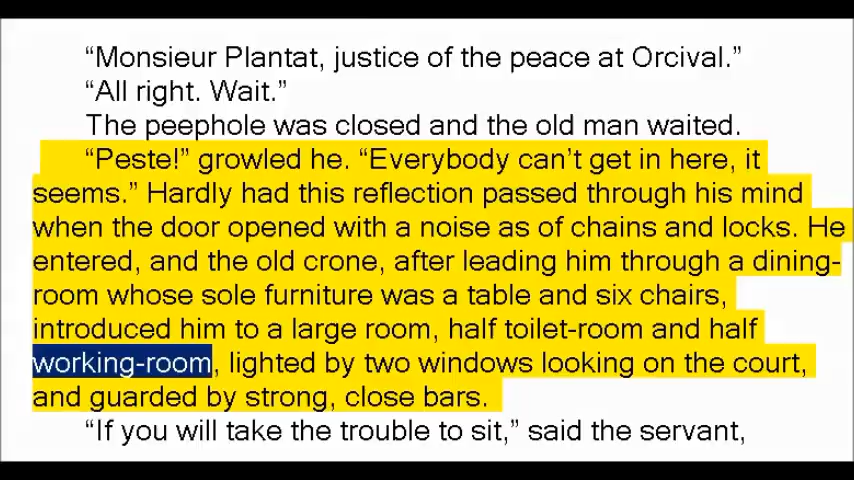 “Monsieur Plantat, justice of the peace at Orcival.”
“All right. Wait.”
The peephole was closed and the old man waited.
“Peste!” growled he. “Everybody can’t get in here, it
seems.” Hardly had this reflection passed through his mind
when the door opened with a noise as of chains and locks. He
entered, and the old crone, after leading him through a dining-
room whose sole furniture was a table and six chairs,
introduced him to a large room, half toilet-room and half
working-room, lighted by two windows looking on the court,
and guarded by strong, close bars.
“If you will take the trouble to sit,” said the servant,